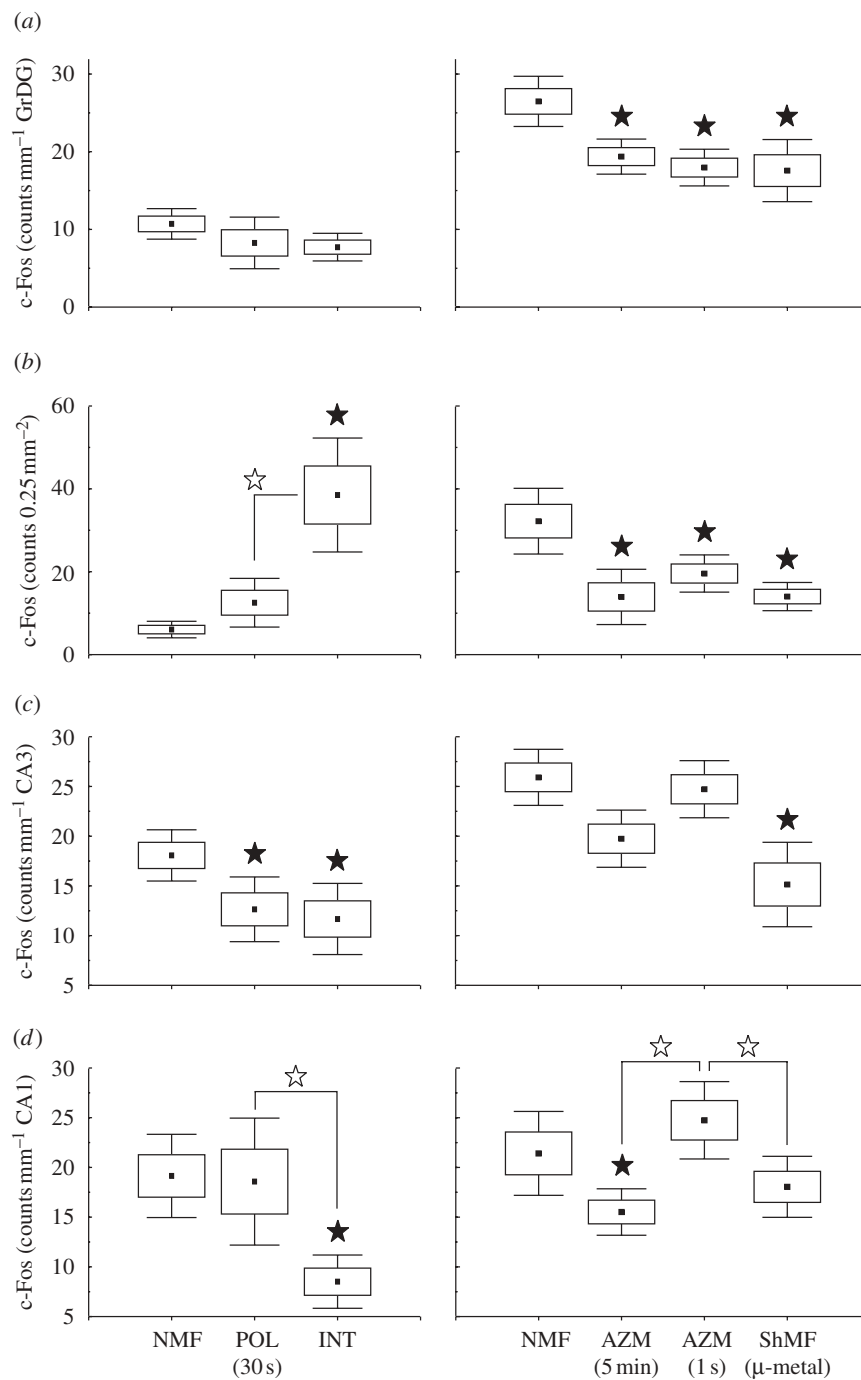 (a)
c-Fos (counts mm⁻¹ GrDG)
30
20
10
0
(b)
c-Fos (counts 0.25 mm⁻²)
60
40
20
0
(c)
c-Fos (counts mm⁻¹ CA3)
30
25
20
15
10
5
(d)
c-Fos (counts mm⁻¹ CA1)
30
25
20
15
10
5
NMF POL INT NMF AZM AZM ShMF
(30 s) (5 min) (1 s) (μ-metal)